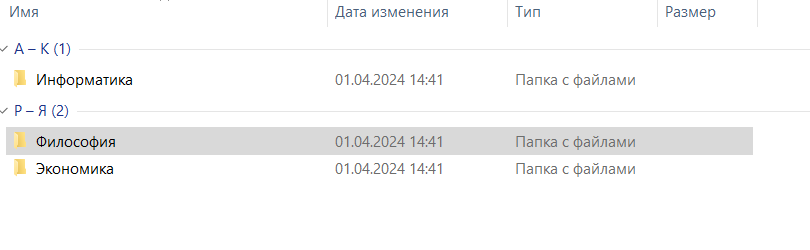 Имя Дата изменения Тип Размер
А – К (1)
Информатика 01.04.2024 14:41 Папка с файлами
Р – Я (2)
Философия 01.04.2024 14:41 Папка с файлами
Экономика 01.04.2024 14:41 Папка с файлами